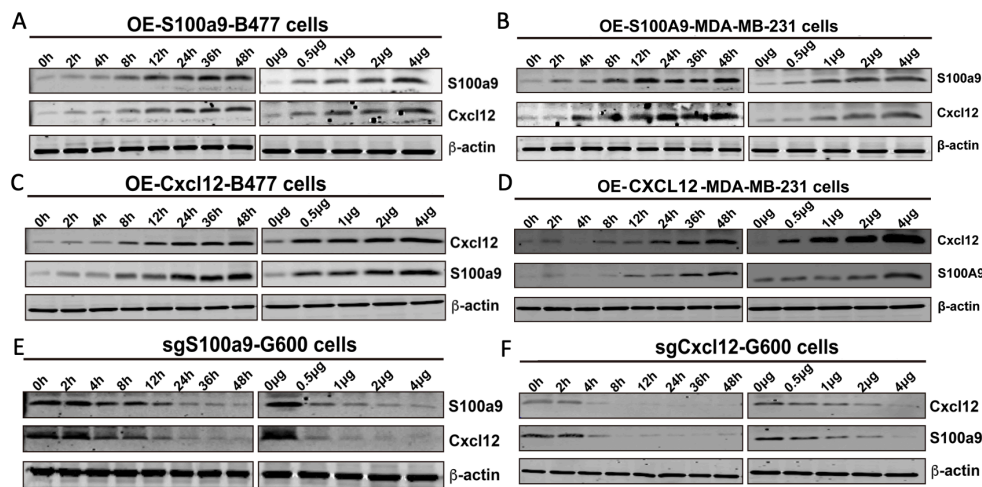 A
OE-S100a9-B477 cells
0h 2h 4h 8h 12h 24h 36h 48h 0μg 0.5μg 1μg 2μg 4μg
S100a9
Cxcl12
β-actin
B
OE-S100A9-MDA-MB-231 cells
0h 2h 4h 8h 12h 24h 36h 48h 0μg 0.5μg 1μg 2μg 4μg
S100a9
Cxcl12
β-actin
C
OE-Cxcl12-B477 cells
0h 2h 4h 8h 12h 24h 36h 48h 0μg 0.5μg 1μg 2μg 4μg
Cxcl12
S100a9
β-actin
D
OE-CXCL12-MDA-MB-231 cells
0h 2h 4h 8h 12h 24h 36h 48h 0μg 0.5μg 1μg 2μg 4μg
Cxcl12
S100A9
β-actin
E
sgS100a9-G600 cells
0h 2h 4h 8h 12h 24h 36h 48h 0μg 0.5μg 1μg 2μg 4μg
S100a9
Cxcl12
β-actin
F
sgCxcl12-G600 cells
0h 2h 4h 8h 12h 24h 36h 48h 0μg 0.5μg 1μg 2μg 4μg
Cxcl12
S100a9
β-actin